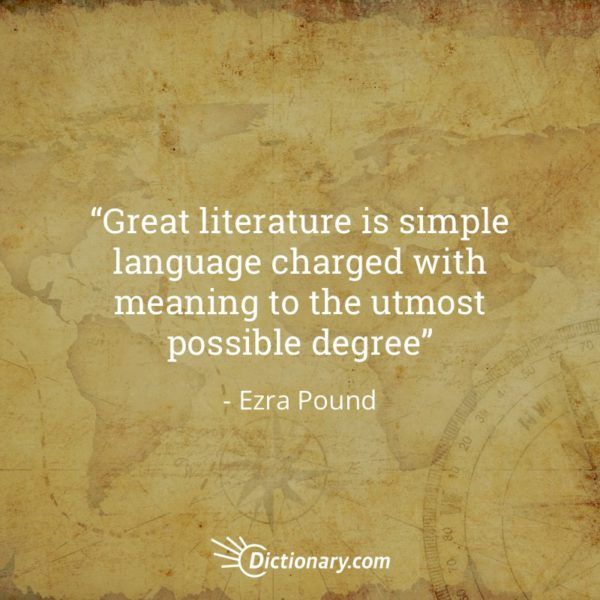 “Great literature is simple
language charged with
meaning to the utmost
possible degree”
- Ezra Pound
Dictionary.com